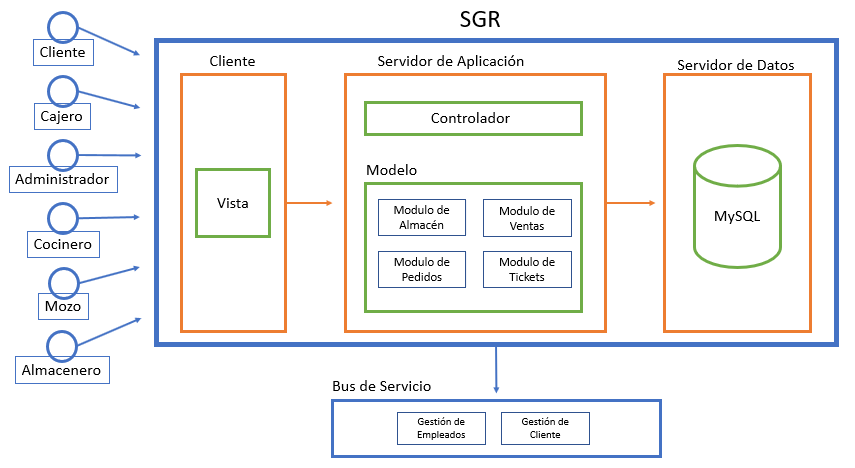 SGR
Cliente
Cajero
Administrador
Cocinero
Mozo
Almacenero
Cliente
Vista
Servidor de Aplicación
Controlador
Modelo
Modulo de
Almacén
Modulo de
Ventas
Modulo de
Pedidos
Modulo de
Tickets
Servidor de Datos
MySQL
Bus de Servicio
Gestión de
Empleados
Gestión de
Cliente